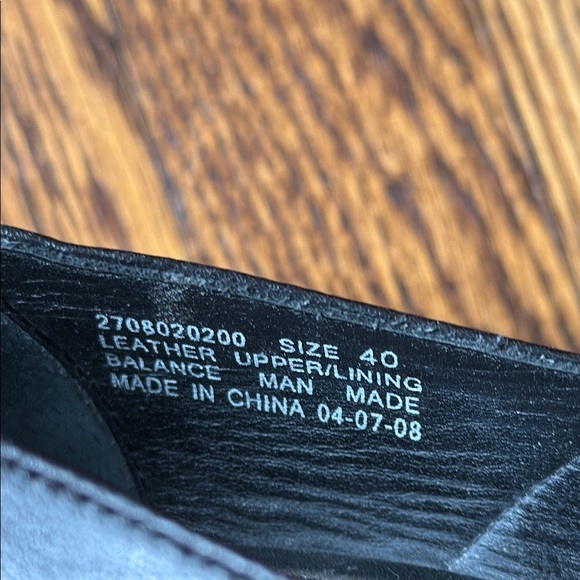 2708020200 SIZE 40
LEATHER UPPER/LINING
BALANCE MAN MADE
MADE IN CHINA 04-07-08